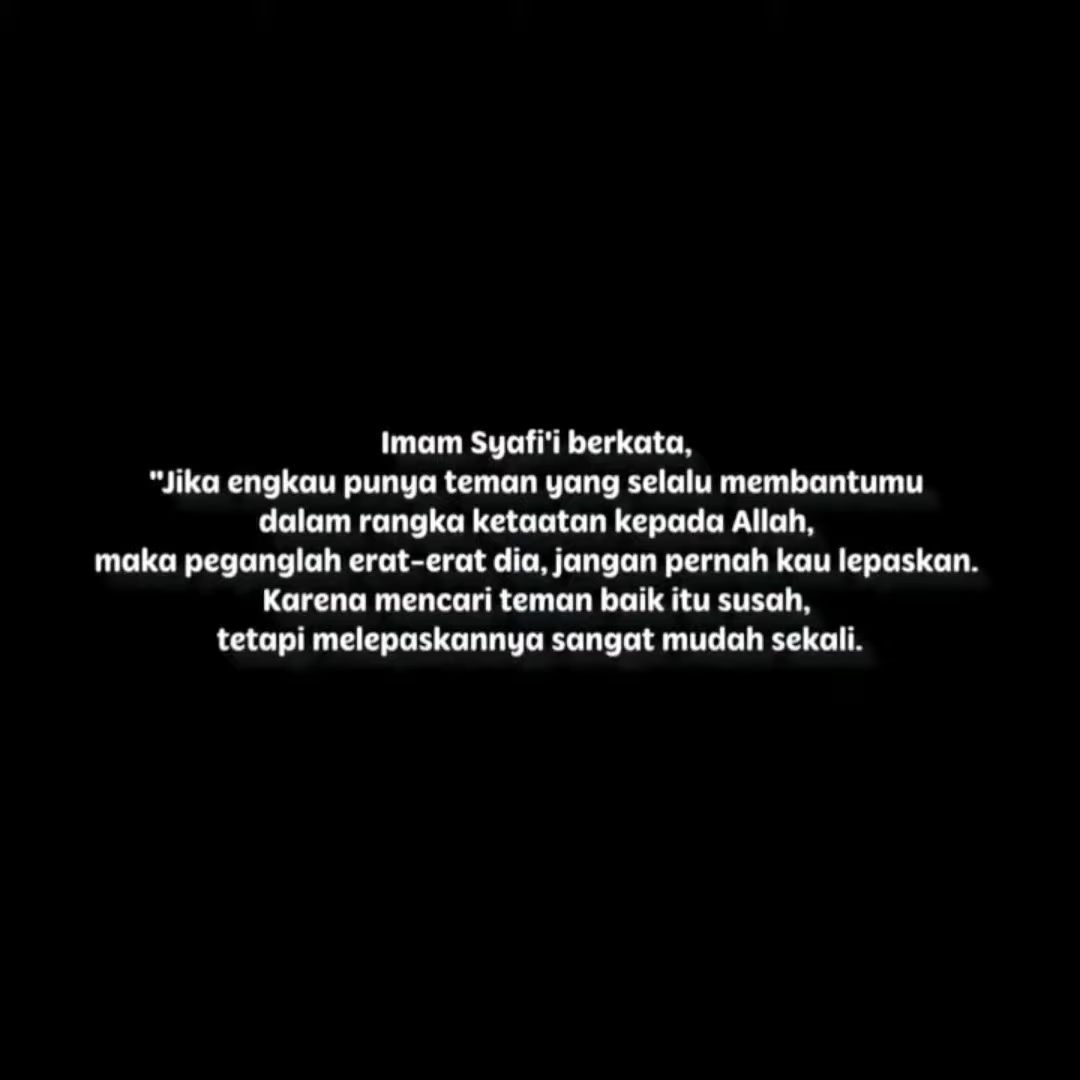 Imam Syafi'i berkata,
"Jika engkau punya teman yang selalu membantumu
dalam rangka ketaatan kepada Allah,
maka peganglah erat-erat dia, jangan pernah kau lepaskan.
Karena mencari teman baik itu susah,
tetapi melepaskannya sangat mudah sekali.